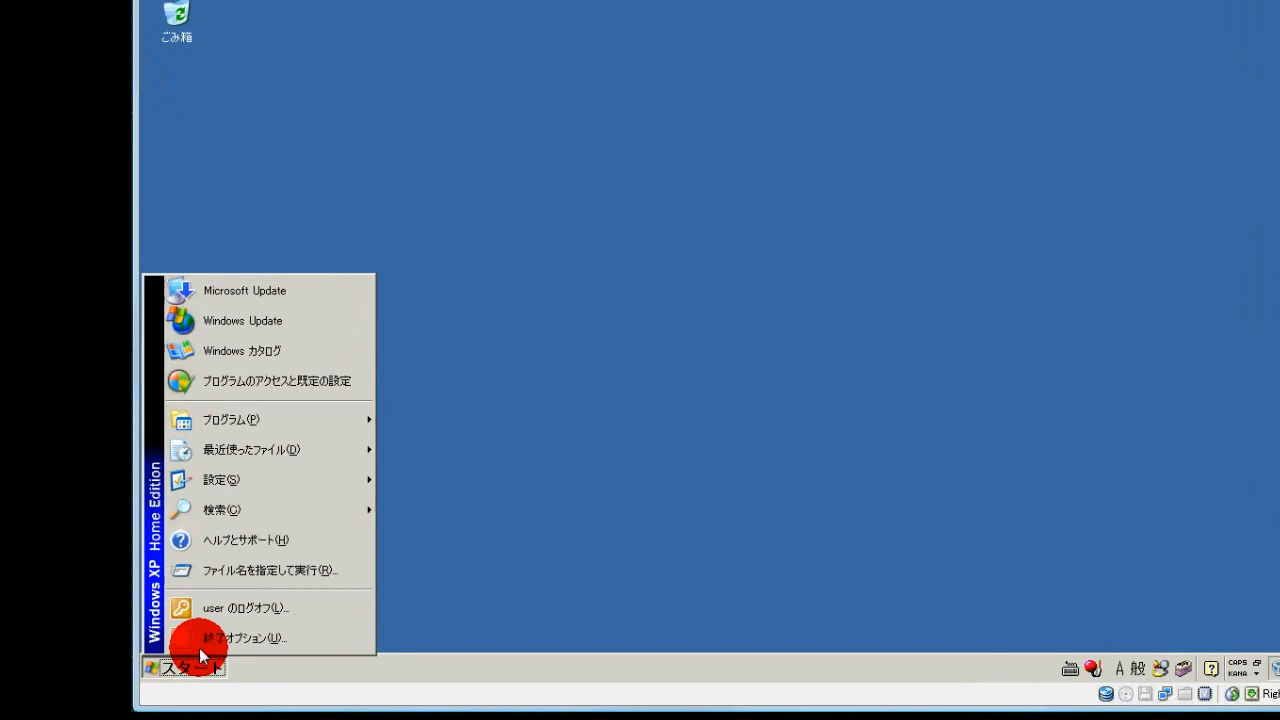 ごみ箱
Microsoft Update
Windows Update
Windows カタログ
プログラムのアクセスと既定の設定
プログラム(P)
最近使ったファイル(D)
設定(S)
検索(C)
ヘルプとサポート(H)
ファイル名を指定して実行(R)...
user のログオフ(L)...
終了オプション(U)...
Windows XP Home Edition
スタート
A 般
CAPS
KANA
Rig